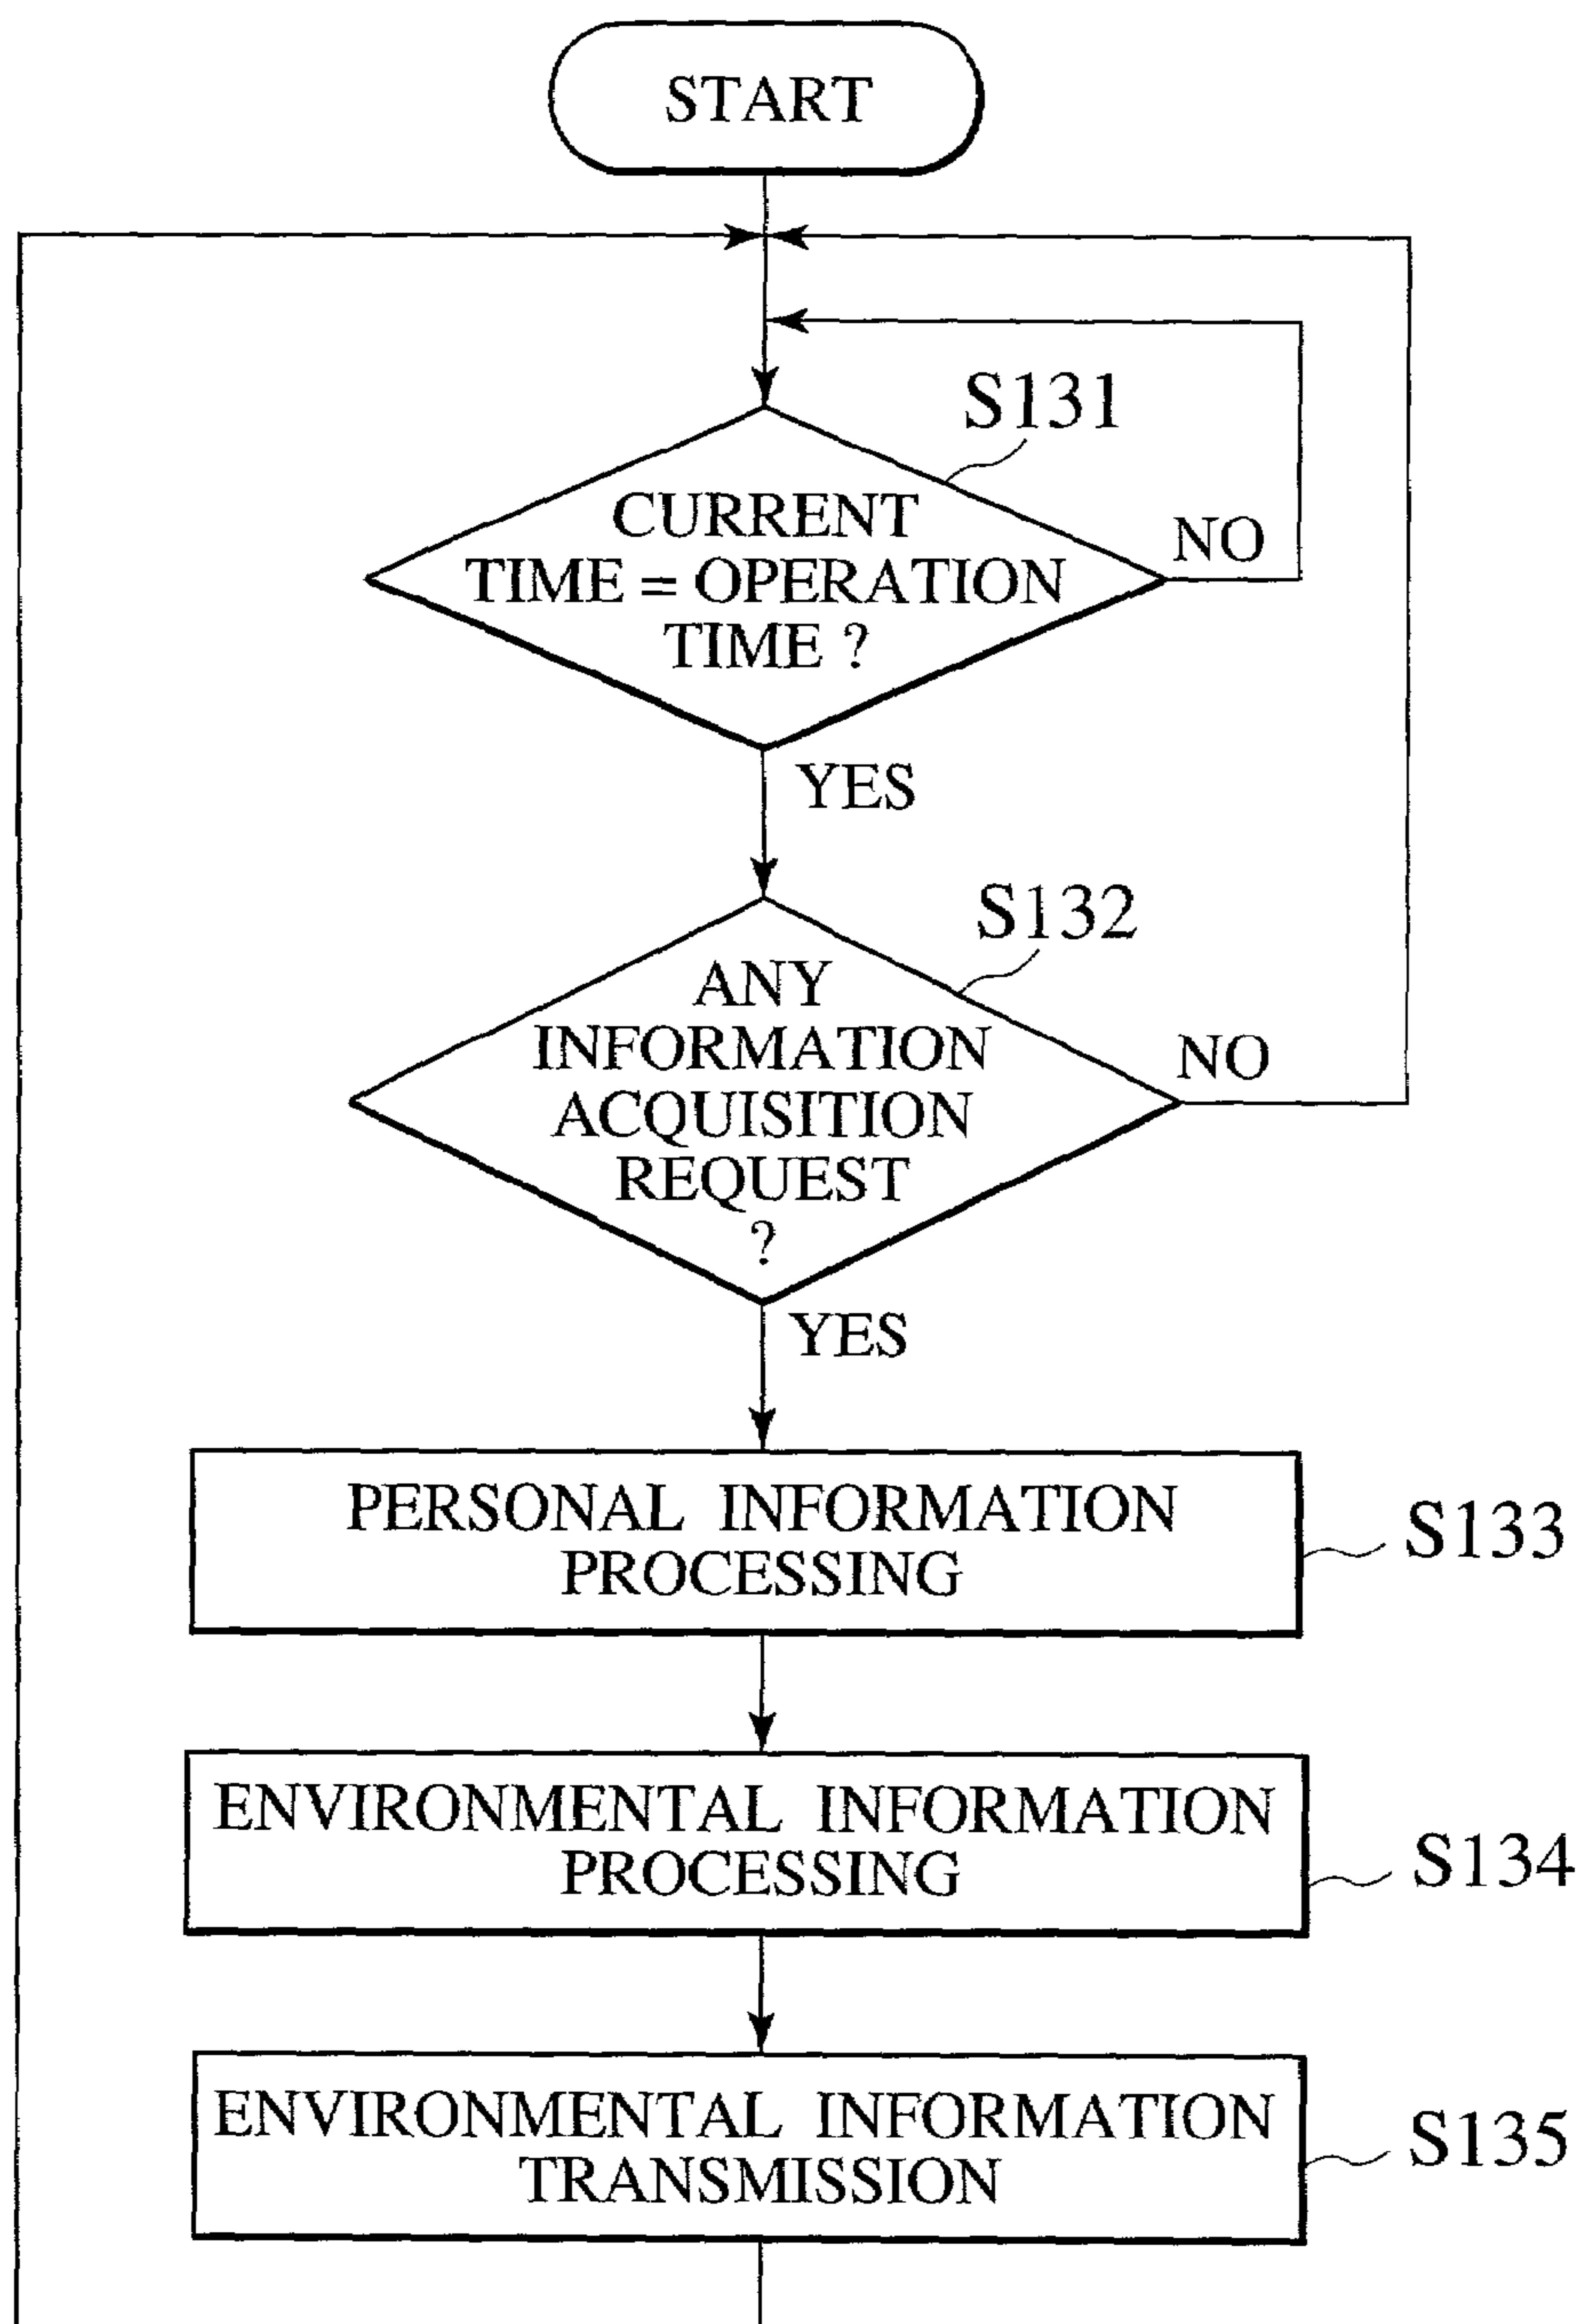 START
S131
CURRENT
TIME = OPERATION
TIME ?
NO
YES
S132
ANY
INFORMATION
ACQUISITION
REQUEST
?
NO
YES
PERSONAL INFORMATION
PROCESSING
S133
ENVIRONMENTAL INFORMATION
PROCESSING
S134
ENVIRONMENTAL INFORMATION
TRANSMISSION
S135